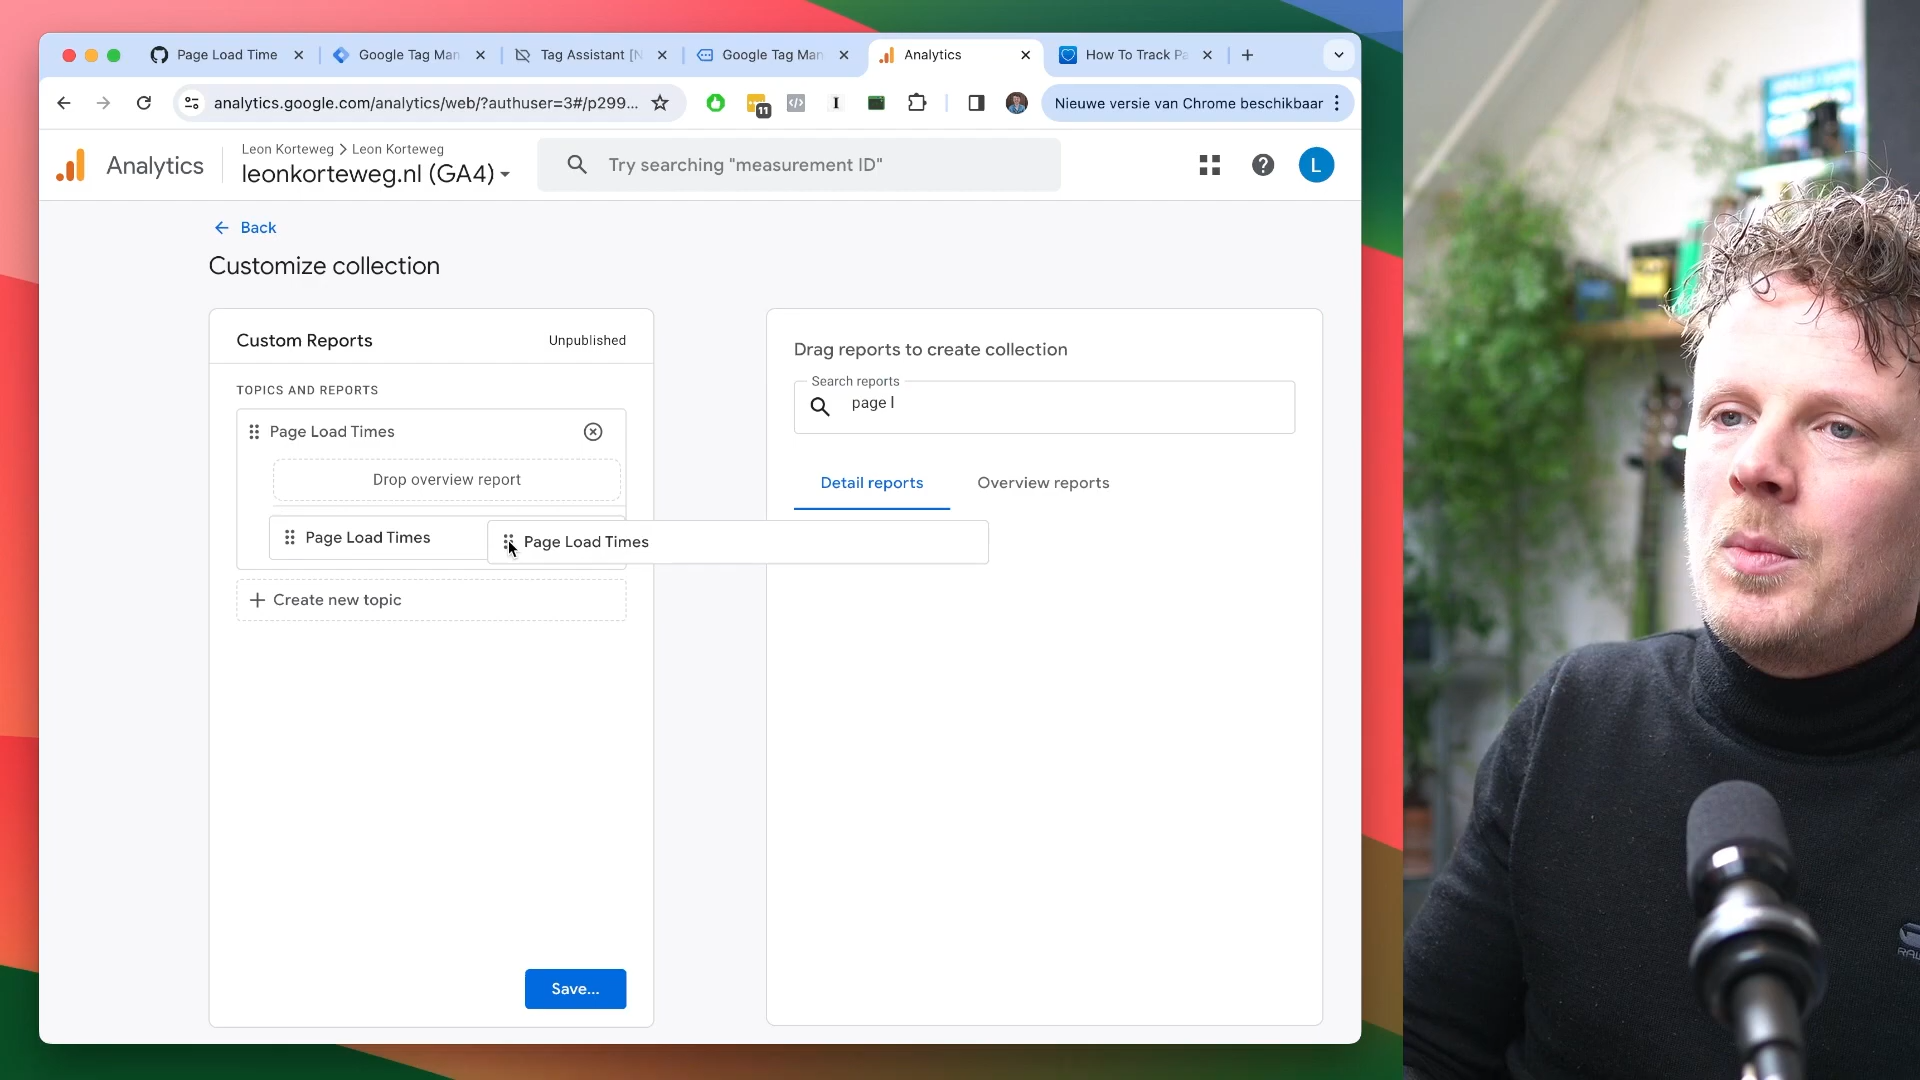 Page Load Time
Google Tag Man
Tag Assistant [N
Google Tag Man
Analytics
How To Track Pa
analytics.google.com/analytics/web/?authuser=3#/p299...
11
Nieuwe versie van Chrome beschikbaar
Analytics
Leon Korteweg > Leon Korteweg
leonkorteweg.nl (GA4)
Try searching "measurement ID"
L
Back
Customize collection
Custom Reports
Unpublished
TOPICS AND REPORTS
Page Load Times
Drop overview report
Page Load Times
Page Load Times
Create new topic
Save...
Drag reports to create collection
Search reports
page l
Detail reports
Overview reports